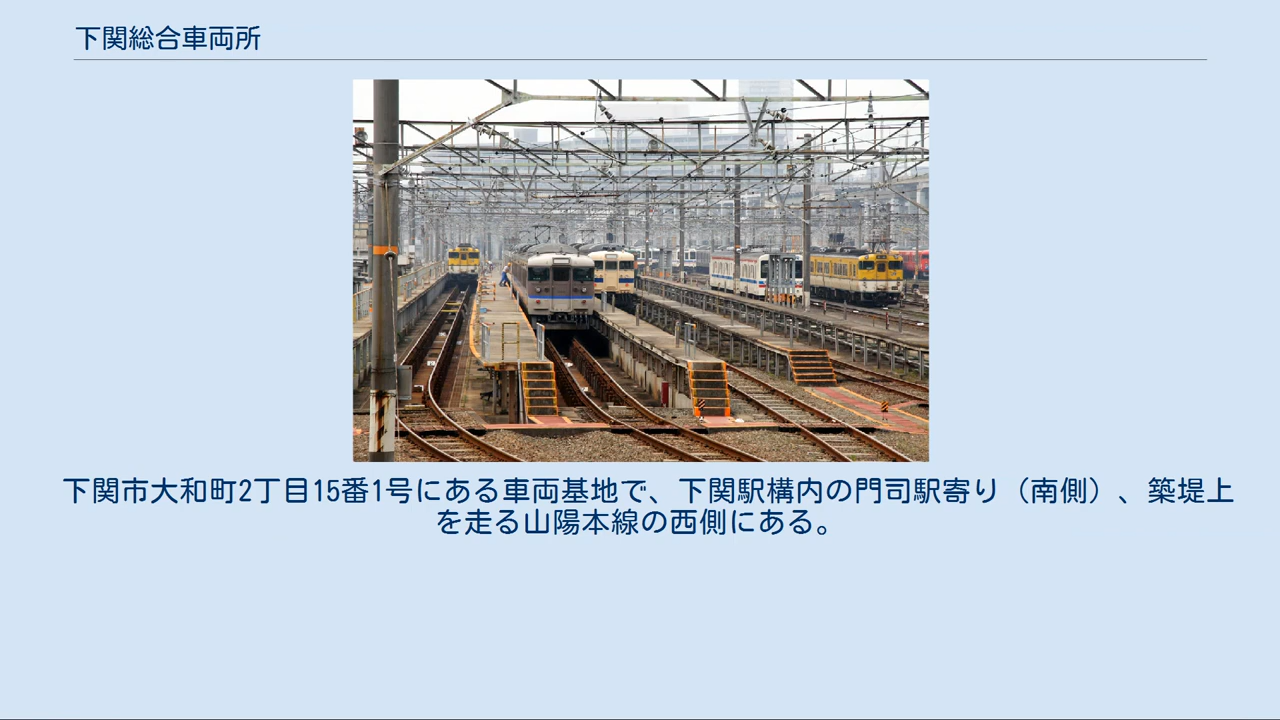 下関総合車両所
下関市大和町2丁目15番1号にある車両基地で、下関駅構内の門司駅寄り（南側）、築堤上
を走る山陽本線の西側にある。